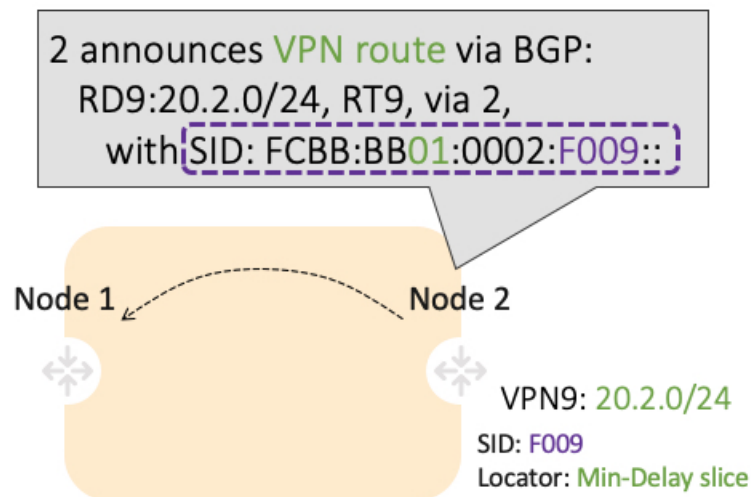 2 announces VPN route via BGP:
RD9:20.2.0/24, RT9, via 2,
with SID: FCBB:BB01:0002:F009::
Node 1
Node 2
VPN9: 20.2.0/24
SID: F009
Locator: Min-Delay slice